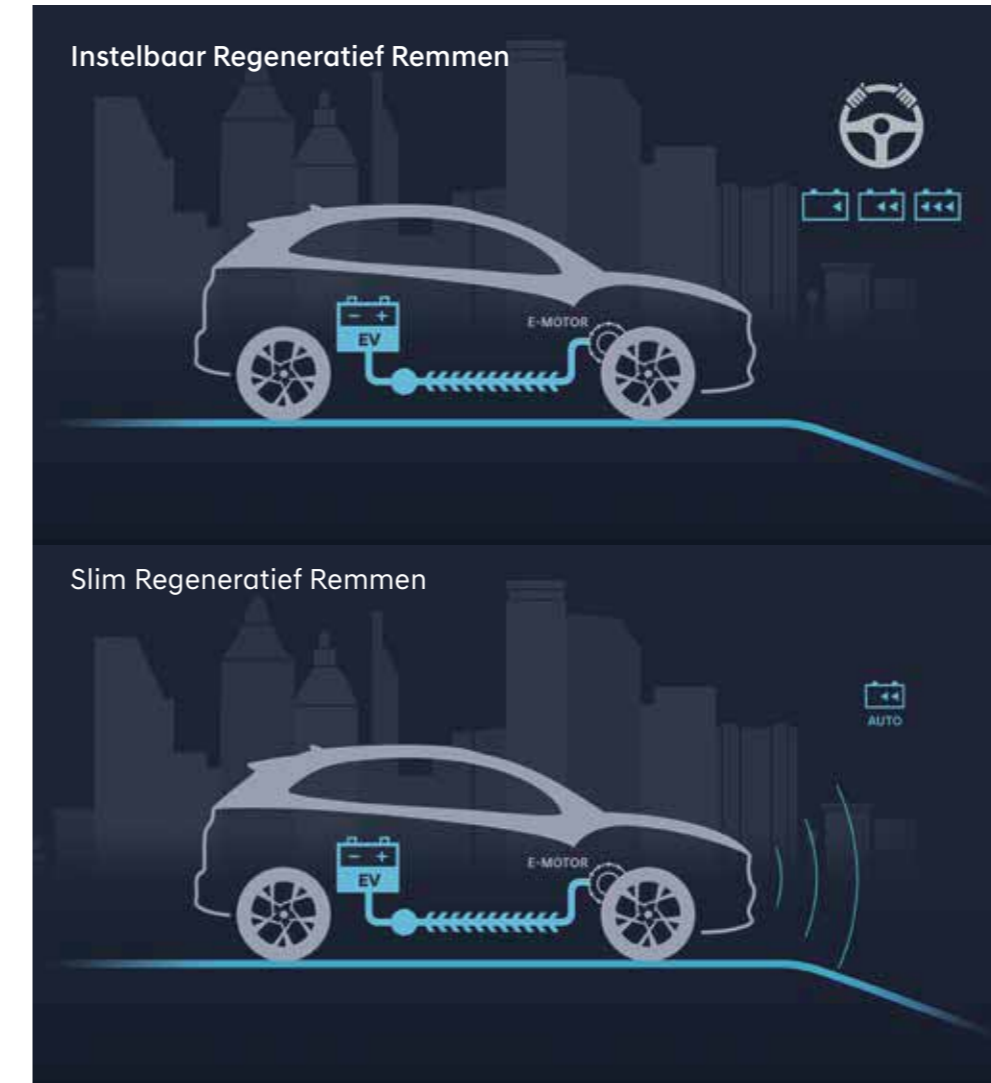 Instelbaar Regeneratief Remmen
E-MOTOR
- +
EV
Slim Regeneratief Remmen
AUTO
E-MOTOR
- +
EV